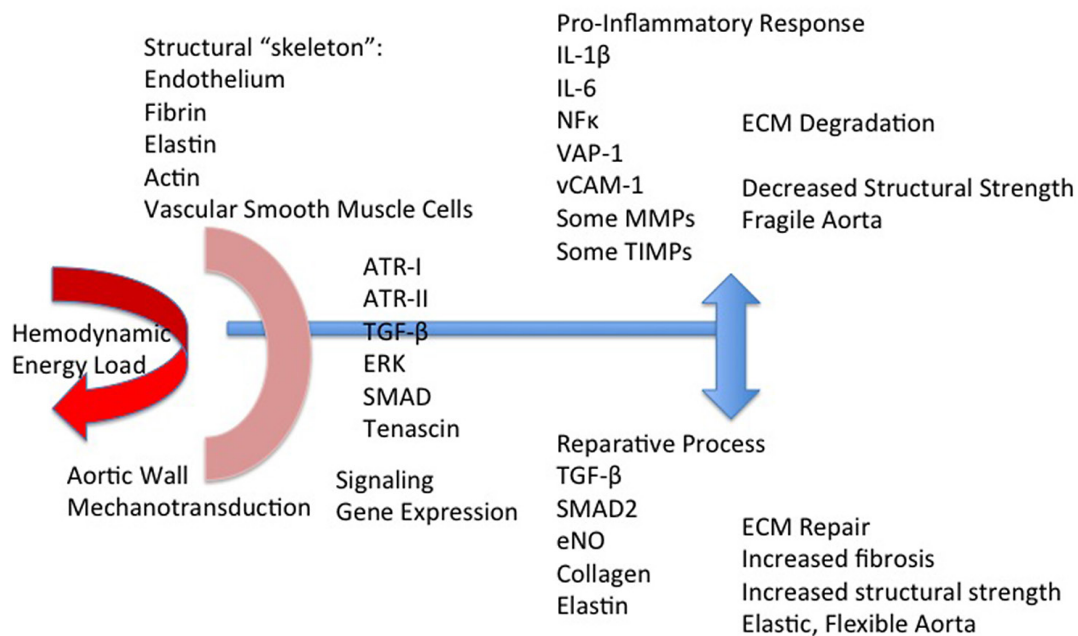 Structural “skeleton”:
Endothelium
Fibrin
Elastin
Actin
Vascular Smooth Muscle Cells
Pro-Inflammatory Response
IL-1β
IL-6
NFκ
VAP-1
vCAM-1
Some MMPs
Some TIMPs
ECM Degradation
Decreased Structural Strength
Fragile Aorta
Hemodynamic
Energy Load
ATR-I
ATR-II
TGF-β
ERK
SMAD
Tenascin
Aortic Wall
Mechanotransduction
Signaling
Gene Expression
Reparative Process
TGF-β
SMAD2
eNO
Collagen
Elastin
ECM Repair
Increased fibrosis
Increased structural strength
Elastic, Flexible Aorta